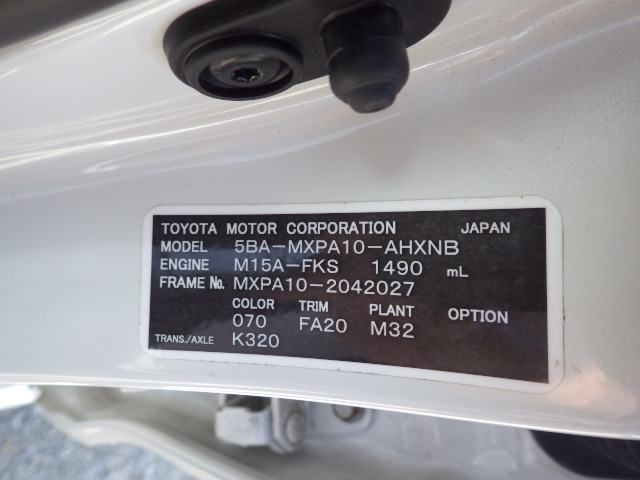 TOYOTA MOTOR CORPORATION JAPAN
MODEL 5BA-MXPA10-AHXNB
ENGINE M15A-FKS 1490 mL
FRAME No. MXPA10-2042027
COLOR TRIM PLANT OPTION
070 FA20 M32
TRANS./AXLE K320